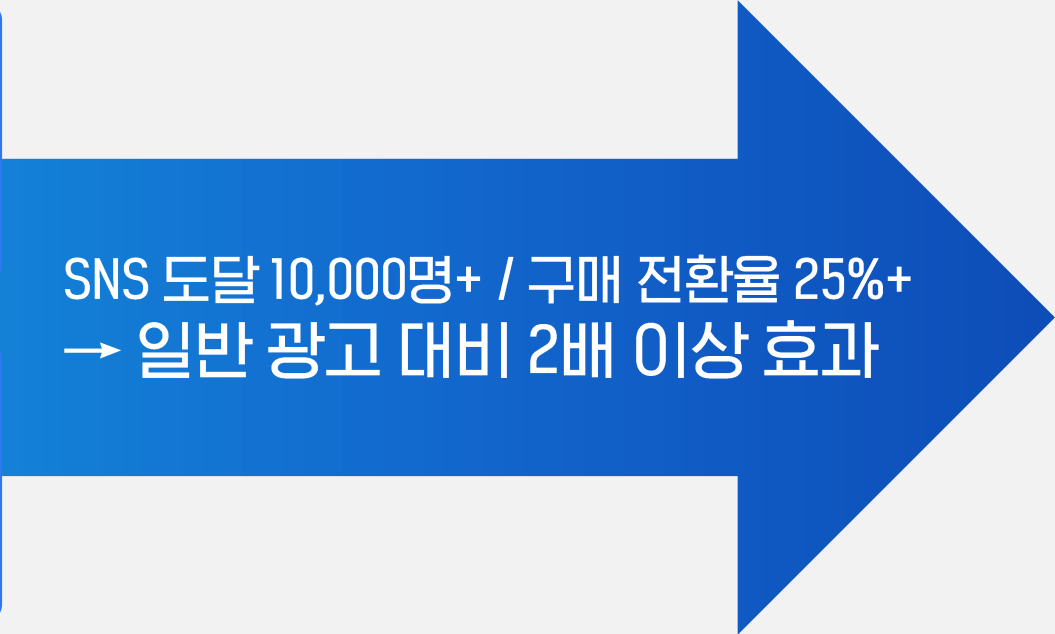 SNS 도달 10,000명+ / 구매 전환율 25%+
→ 일반 광고 대비 2배 이상 효과